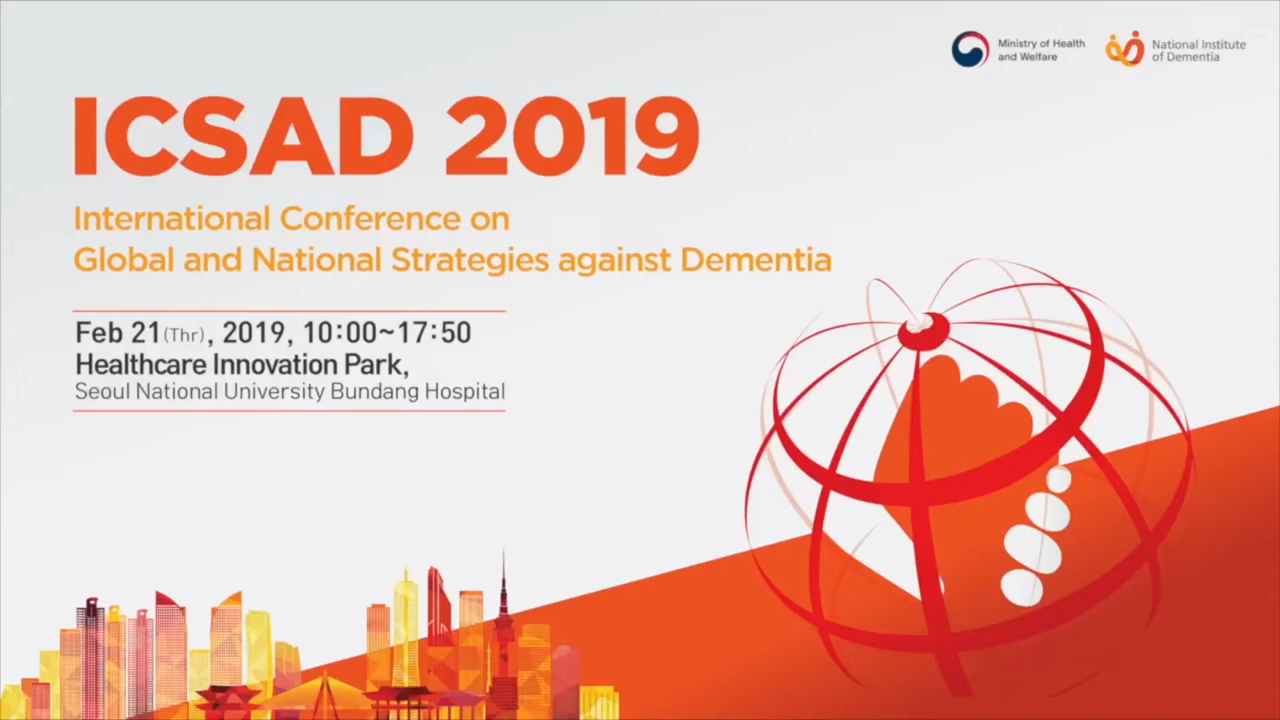 Ministry of Health
and Welfare
National Institute
of Dementia
ICSAD 2019
International Conference on
Global and National Strategies against Dementia
Feb 21(Thr), 2019, 10:00~17:50
Healthcare Innovation Park,
Seoul National University Bundang Hospital